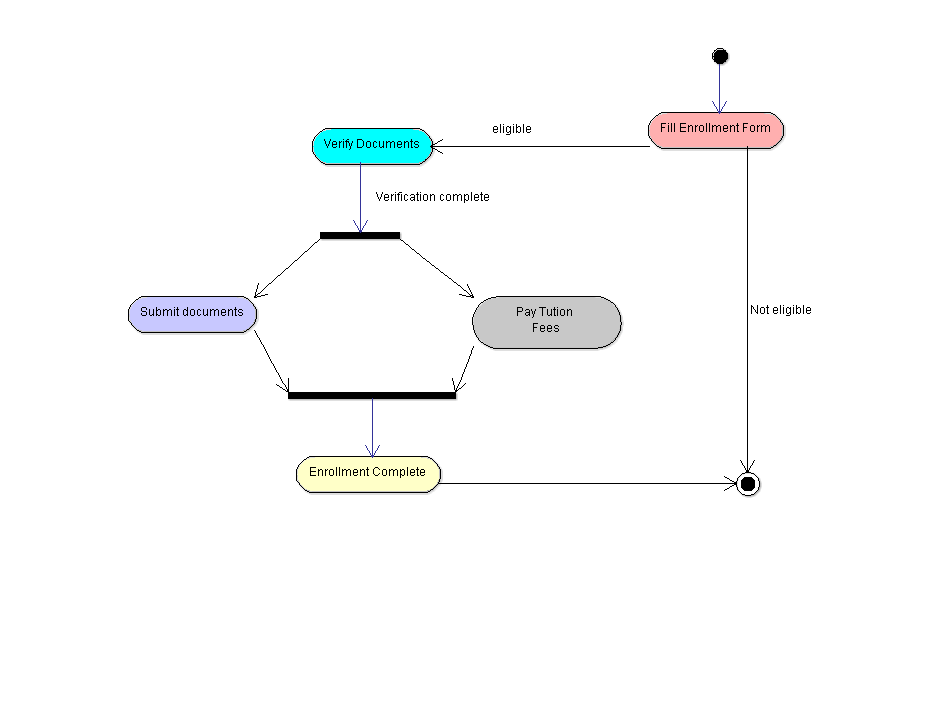 Fill Enrollment Form
eligible
Verify Documents
Verification complete
Submit documents
Pay Tution
Fees
Not eligible
Enrollment Complete